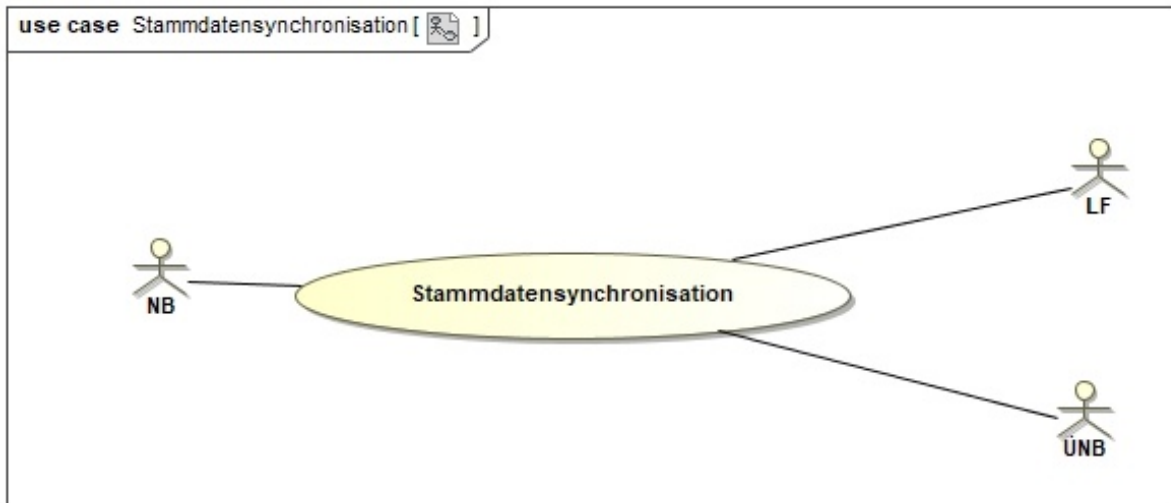 use case Stammdatensynchronisation [ ]
LF
NB
Stammdatensynchronisation
ÜNB